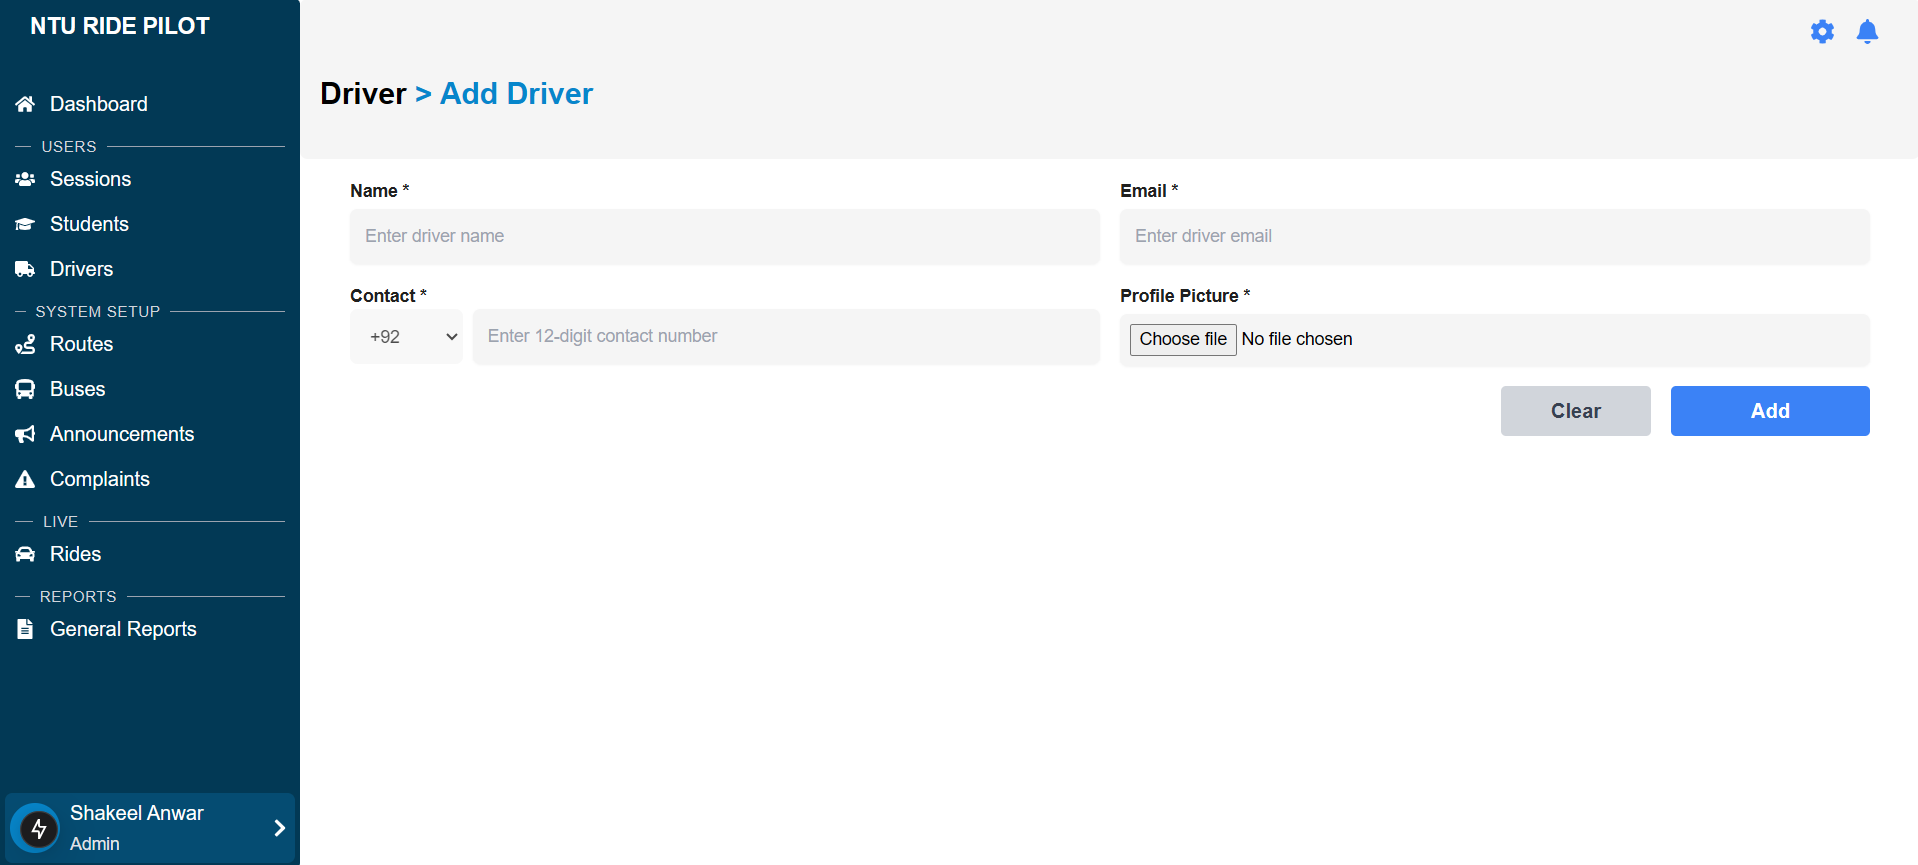 NTU RIDE PILOT
Dashboard
USERS
Sessions
Students
Drivers
SYSTEM SETUP
Routes
Buses
Announcements
Complaints
LIVE
Rides
REPORTS
General Reports
Shakeel Anwar
Admin
Driver > Add Driver
Name *
Enter driver name
Email *
Enter driver email
Contact *
+92
Enter 12-digit contact number
Profile Picture *
Choose file No file chosen
Clear
Add